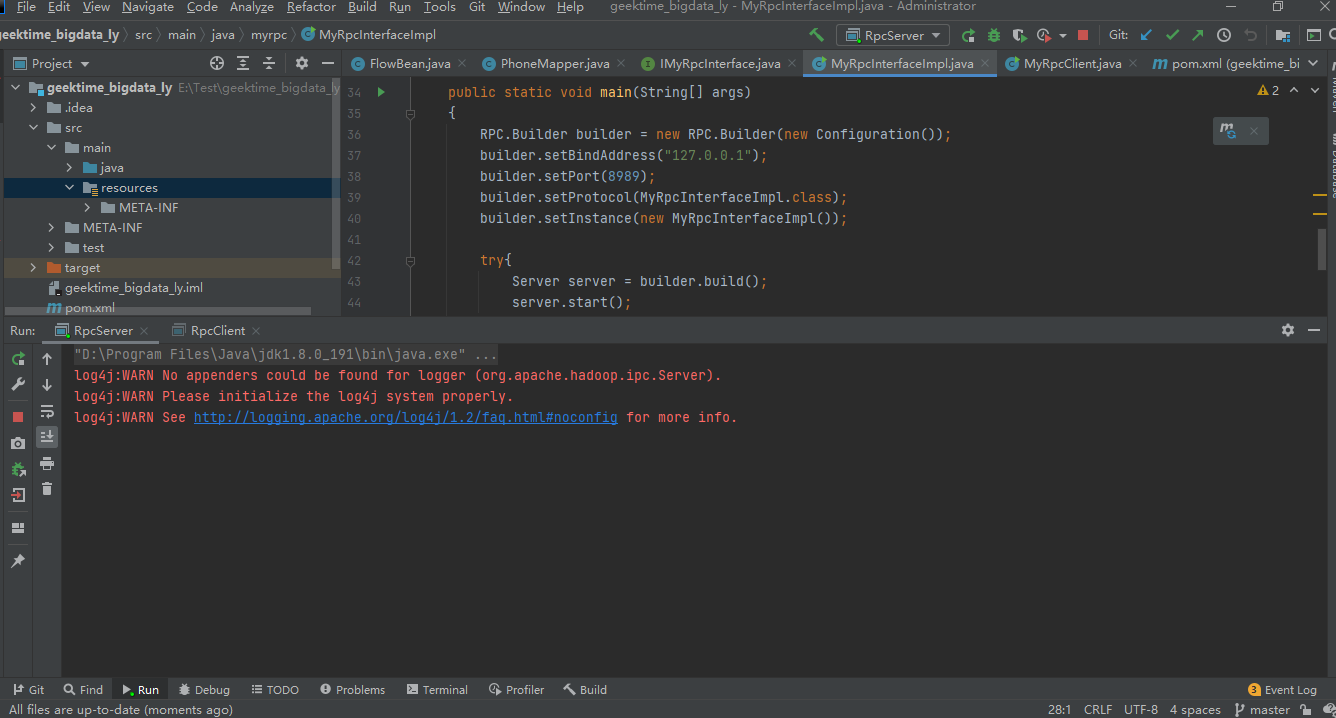 File Edit View Navigate Code Analyze Refactor Build Run Tools Git Window Help geektime_bigdata_ly - MyRpcInterfaceImpl.java - Administrator
geektime_bigdata_ly src main java myrpc MyRpcInterfaceImpl RpcServer Git:
Project FlowBean.java PhoneMapper.java IMyRpcInterface.java MyRpcInterfaceImpl.java MyRpcClient.java pom.xml (geektime_bi
geektime_bigdata_ly E:\Test\geektime_bigdata_ly
.idea
src
main
java
resources
META-INF
META-INF
test
target
geektime_bigdata_ly.iml
pom.xml
34 public static void main(String[] args)
2
35 {
36 RPC.Builder builder = new RPC.Builder(new Configuration());
37 builder.setBindAddress("127.0.0.1");
38 builder.setPort(8989);
39 builder.setProtocol(MyRpcInterfaceImpl.class);
40 builder.setInstance(new MyRpcInterfaceImpl());
41
42 try{
43 Server server = builder.build();
44 server.start();
Run: RpcServer RpcClient
"D:\Program Files\Java\jdk1.8.0_191\bin\java.exe" ...
log4j:WARN No appenders could be found for logger (org.apache.hadoop.ipc.Server).
log4j:WARN Please initialize the log4j system properly.
log4j:WARN See http://logging.apache.org/log4j/1.2/faq.html#noconfig for more info.
Git Find Run Debug TODO Problems Terminal Profiler Build 3 Event Log
All files are up-to-date (moments ago) 28:1 CRLF UTF-8 4 spaces master